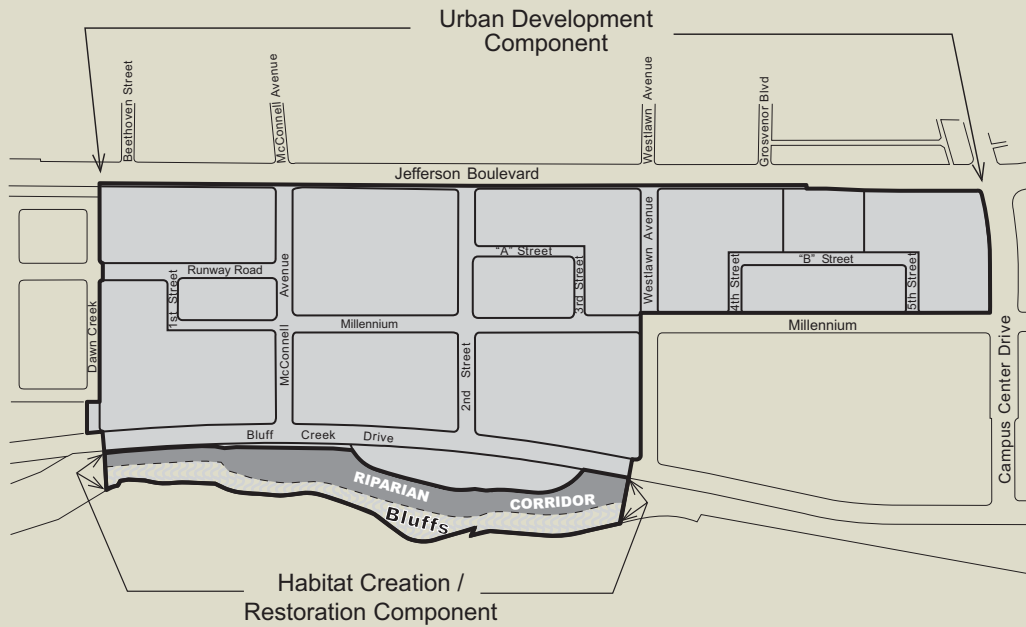 Urban Development
Component
Beethoven Street
McConnell Avenue
Westlawn Avenue
Grosvenor Blvd
Jefferson Boulevard
"A" Street
"B" Street
Runway Road
1st Street
Avenue
McConnell
3rd Street
Westlawn Avenue
4th Street
5th Street
Millennium
Millennium
Dawn Creek
2nd Street
Campus Center Drive
Bluff Creek Drive
RIPARIAN CORRIDOR
Bluffs
Habitat Creation /
Restoration Component